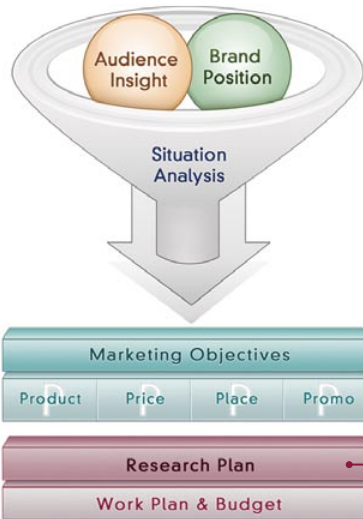 Audience
Insight
Brand
Position
Situation
Analysis
Marketing Objectives
Product
Price
Place
Promo
Research Plan
Work Plan & Budget